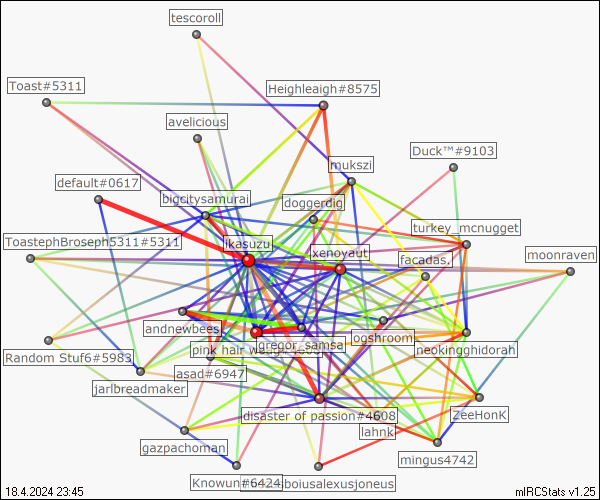 tescoroll
Toast#5311
Heighleaigh#8575
avelicious
Duck™#9103
mukszi
default#0617
bigcitysamurai
doggerdig
turkey_mcnugget
ToastephBroseph5311#5311
ikasuzu
xenoyaut
facadas,
moonraven
andnewbees
gregor_samsa
ogshroom
neokingghidorah
pink hair
Random Stuf6#5983
asad#6947
jarlbreadmaker
disaster of passion#4608
ZeeHonK
lahnk
gazpachoman
mingus4742
Knowun#6424
boiusalexusjoneus
18.4.2024 23:45
mIRCStats v1.25